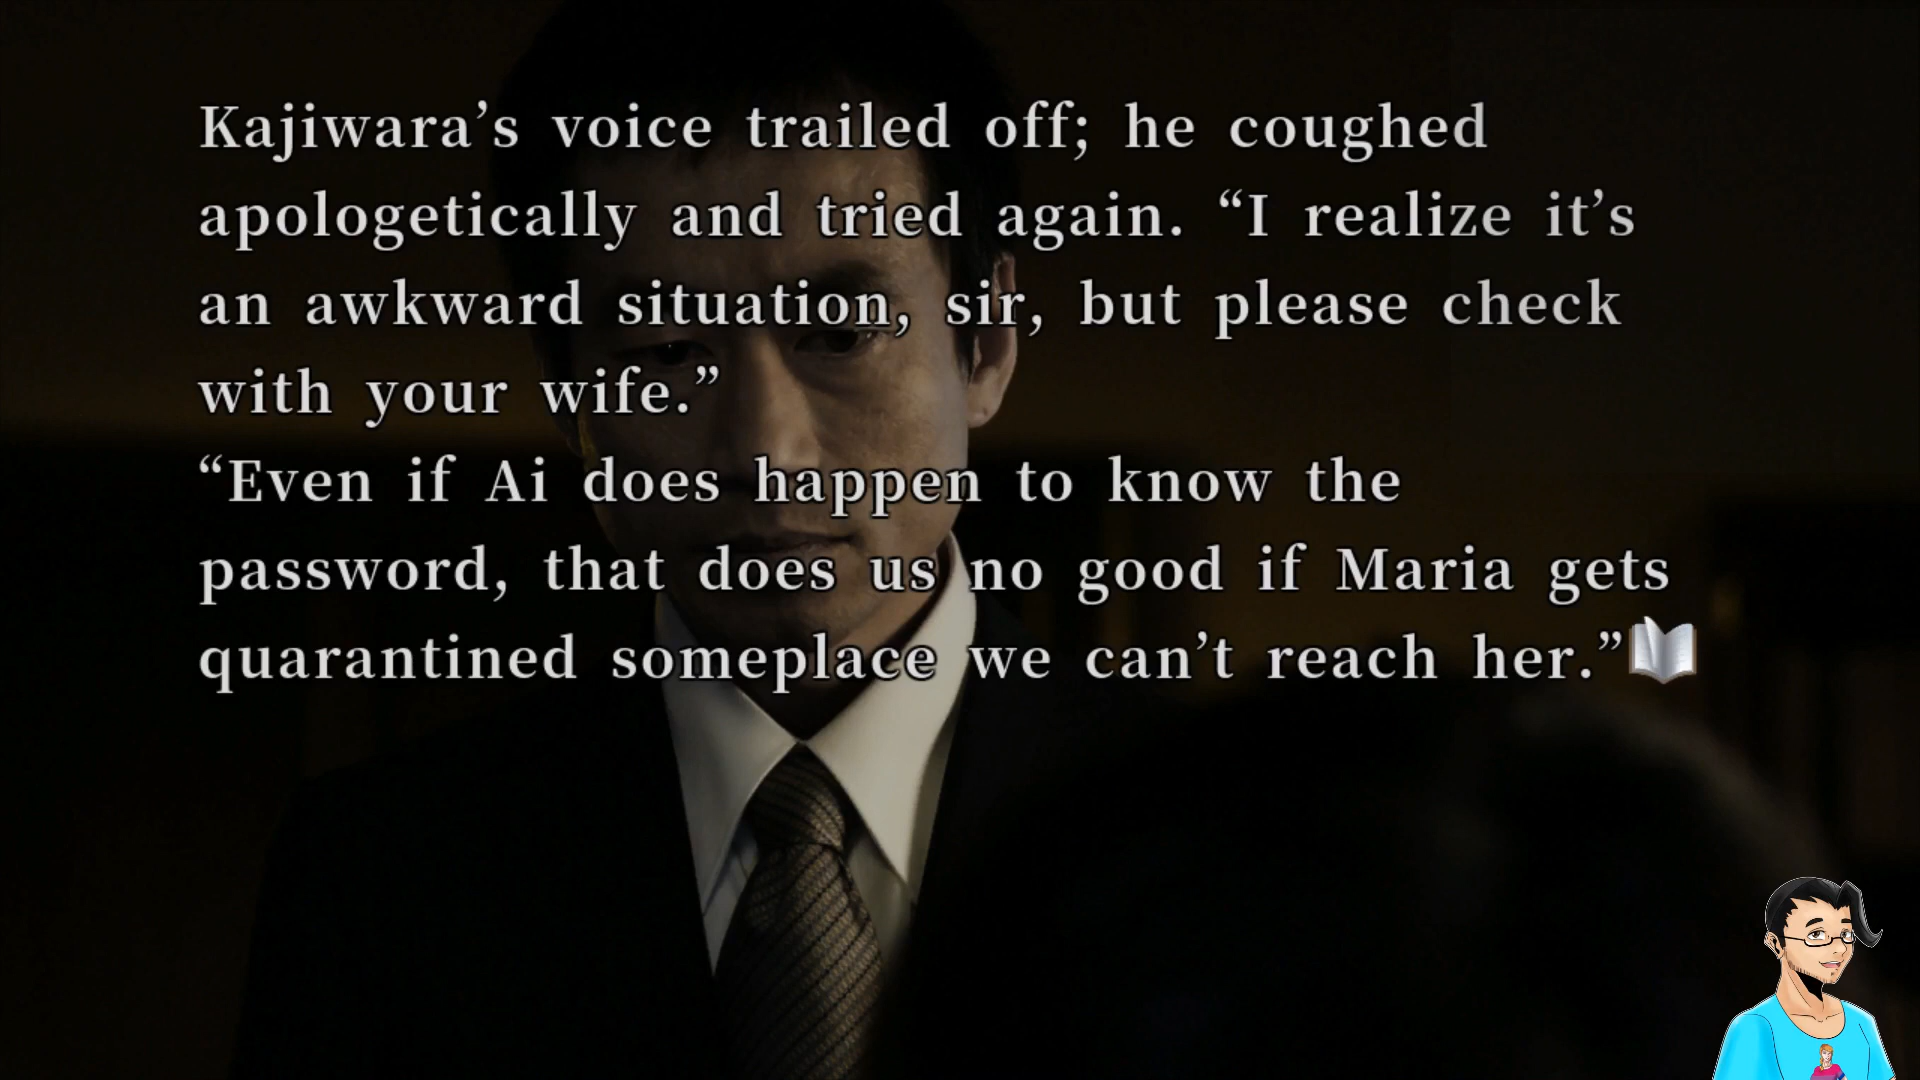 Kajiwara’s voice trailed off; he coughed
apologetically and tried again. “I realize it’s
an awkward situation, sir, but please check
with your wife.”
“Even if Ai does happen to know the
password, that does us no good if Maria gets
quarantined someplace we can’t reach her.”